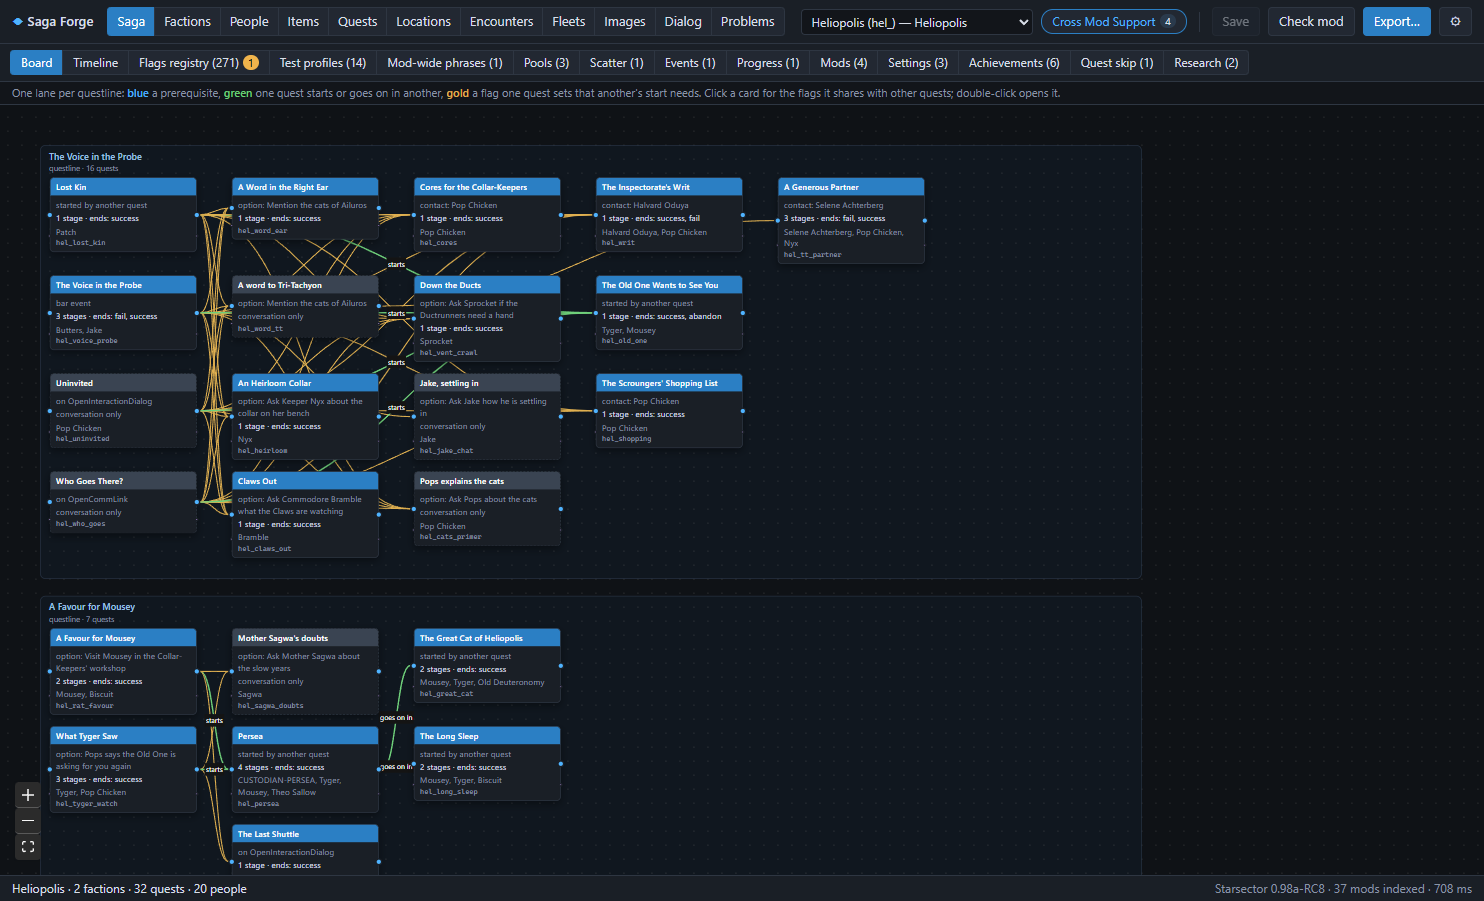 Saga Forge
Saga
Factions
People
Items
Quests
Locations
Encounters
Fleets
Images
Dialog
Problems
Heliopolis (hel_) — Heliopolis
Cross Mod Support 4
Save
Check mod
Export...
Board
Timeline
Flags registry (271) 1
Test profiles (14)
Mod-wide phrases (1)
Pools (3)
Scatter (1)
Events (1)
Progress (1)
Mods (4)
Settings (3)
Achievements (6)
Quest skip (1)
Research (2)
One lane per questline: blue a prerequisite, green one quest starts or goes on in another, gold a flag one quest sets that another's start needs. Click a card for the flags it shares with other quests; double-click opens it.
The Voice in the Probe
questline · 16 quests
Lost Kin
started by another quest
1 stage · ends: success
Patch
hel_lost_kin
A Word in the Right Ear
option: Mention the cats of Ailuros
1 stage · ends: success
hel_word_ear
Cores for the Collar-Keepers
contact: Pop Chicken
1 stage · ends: success
Pop Chicken
hel_cores
The Inspectorate's Writ
contact: Halvard Oduya
1 stage · ends: success, fail
Halvard Oduya, Pop Chicken
hel_writ
A Generous Partner
contact: Selene Achterberg
3 stages · ends: fail, success
Selene Achterberg, Pop Chicken,
Nyx
hel_tt_partner
starts
The Voice in the Probe
bar event
3 stages · ends: fail, success
Butters, Jake
hel_voice_probe
A word to Tri-Tachyon
option: Mention the cats of Ailuros
conversation only
hel_word_tt
starts
Down the Ducts
option: Ask Sprocket if the
Ductrunners need a hand
1 stage · ends: success
Sprocket
hel_vent_crawl
The Old One Wants to See You
started by another quest
1 stage · ends: success, abandon
Tyger, Mousey
hel_old_one
starts
Uninvited
on OpenInteractionDialog
conversation only
Pop Chicken
hel_uninvited
An Heirloom Collar
option: Ask Keeper Nyx about the
collar on her bench
1 stage · ends: success
Nyx
hel_heirloom
starts
Jake, settling in
option: Ask Jake how he is settling
in
conversation only
Jake
hel_jake_chat
The Scroungers' Shopping List
contact: Pop Chicken
1 stage · ends: success
Pop Chicken
hel_shopping
Who Goes There?
on OpenCommLink
conversation only
hel_who_goes
Claws Out
option: Ask Commodore Bramble
what the Claws are watching
1 stage · ends: success
Bramble
hel_claws_out
Pops explains the cats
option: Ask Pops about the cats
conversation only
Pop Chicken
hel_cats_primer
A Favour for Mousey
questline · 7 quests
A Favour for Mousey
option: Visit Mousey in the Collar-
Keepers' workshop
2 stages · ends: success
Mousey, Biscuit
hel_rat_favour
Mother Sagwa's doubts
option: Ask Mother Sagwa about
the slow years
conversation only
Sagwa
hel_sagwa_doubts
The Great Cat of Heliopolis
started by another quest
2 stages · ends: success
Mousey, Tyger, Old Deuteronomy
hel_great_cat
starts
goes on in
What Tyger Saw
option: Pops says the Old One is
asking for you again
3 stages · ends: success
Tyger, Pop Chicken
hel_tyger_watch
starts
Persea
started by another quest
4 stages · ends: success
CUSTODIAN-PERSEA, Tyger,
Mousey, Theo Sallow
hel_persea
goes on in
The Long Sleep
started by another quest
2 stages · ends: success
Mousey, Tyger, Biscuit
hel_long_sleep
The Last Shuttle
on OpenInteractionDialog
1 stage · ends: success
Heliopolis · 2 factions · 32 quests · 20 people
Starsector 0.98a-RC8 · 37 mods indexed · 708 ms